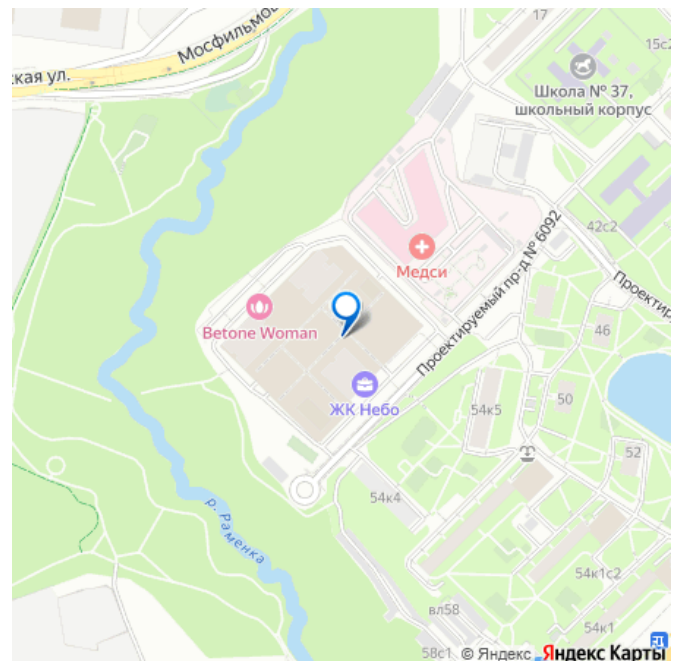 17
Мосфильмов
ская ул.
15с2
Школа № 37,
школьный корпус
42с2
Медси
Проектируемый пр-д № 6092
Проектир
Betone Woman
46
ЖК Небо
50
54к5
52
54к4
р. Раменка
54к1с2
вл58
54к1
58с1
© Яндекс Яндекс Карты